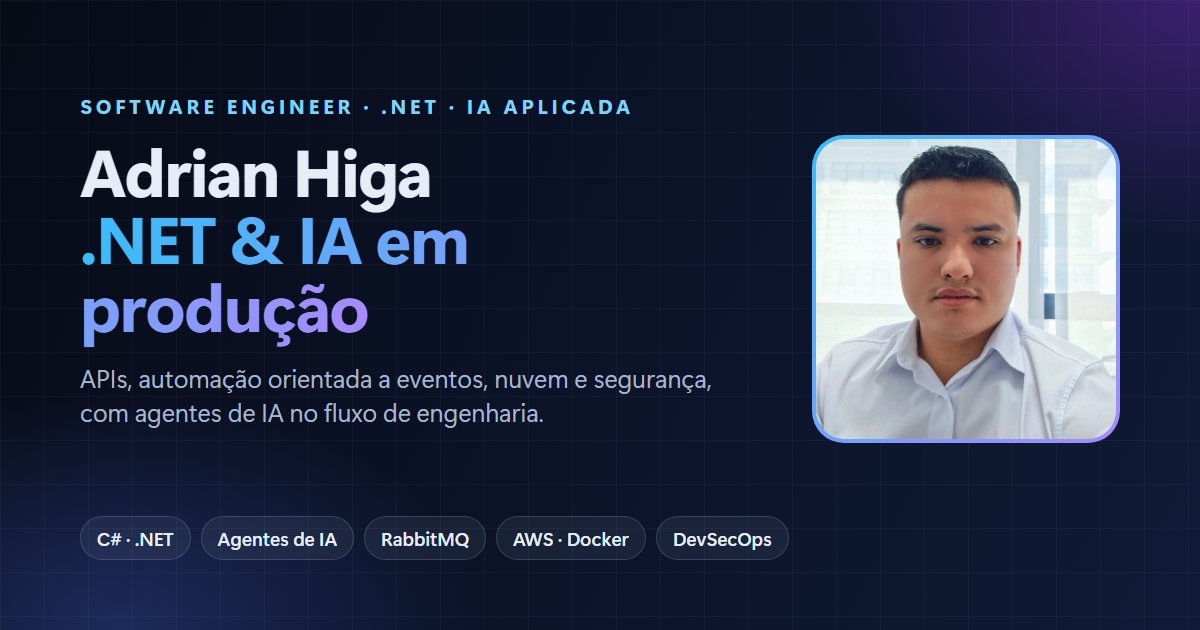 SOFTWARE ENGINEER · .NET · IA APLICADA
Adrian Higa
.NET & IA em
produção
APIs, automação orientada a eventos, nuvem e segurança,
com agentes de IA no fluxo de engenharia.
C# · .NET
Agentes de IA
RabbitMQ
AWS · Docker
DevSecOps